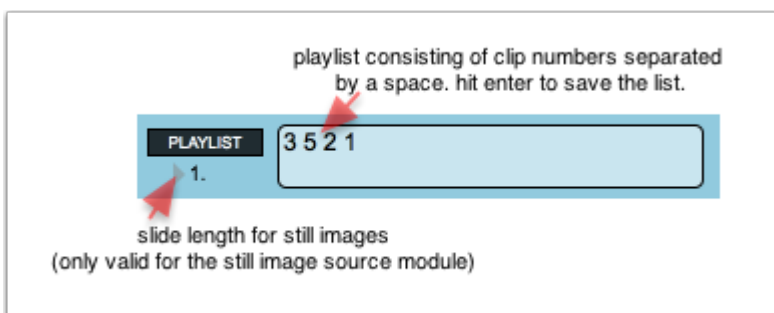 playlist consisting of clip numbers separated
by a space. hit enter to save the list.
PLAYLIST
3 5 2 1
1.
slide length for still images
(only valid for the still image source module)